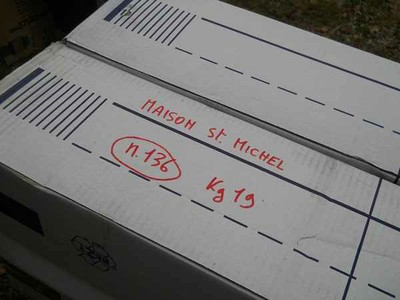 MAISON St. MICHEL
n. 136
Kg 19